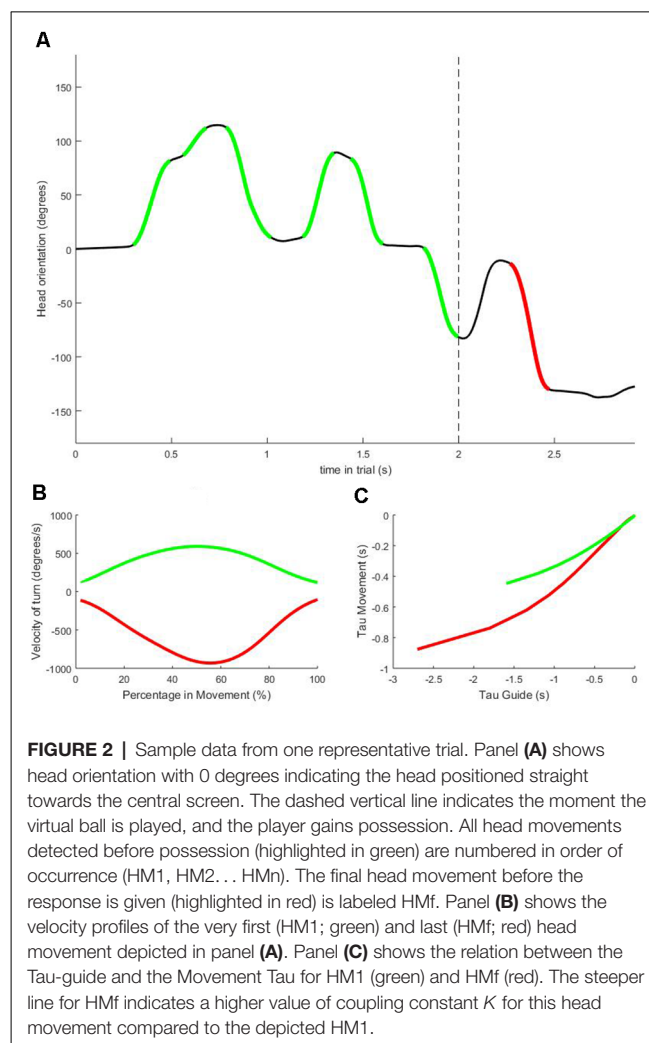 A
150
100
50
0
-50
-100
-150
Head orientation (degrees)
0 0.5 1 1.5 2 2.5
time in trial (s)
B
1000
500
0
-500
-1000
Velocity of turn (degrees/s)
0 20 40 60 80 100
Percentage in Movement (%)
C
0
-0.2
-0.4
-0.6
-0.8
-1
Tau Movement (s)
-3 -2.5 -2 -1.5 -1 -0.5 0
Tau Guide (s)
FIGURE 2 | Sample data from one representative trial. Panel (A) shows
head orientation with 0 degrees indicating the head positioned straight
towards the central screen. The dashed vertical line indicates the moment the
virtual ball is played, and the player gains possession. All head movements
detected before possession (highlighted in green) are numbered in order of
occurrence (HM1, HM2. . . HMn). The final head movement before the
response is given (highlighted in red) is labeled HMf. Panel (B) shows the
velocity profiles of the very first (HM1; green) and last (HMf; red) head
movement depicted in panel (A). Panel (C) shows the relation between the
Tau-guide and the Movement Tau for HM1 (green) and HMf (red). The steeper
line for HMf indicates a higher value of coupling constant K for this head
movement compared to the depicted HM1.